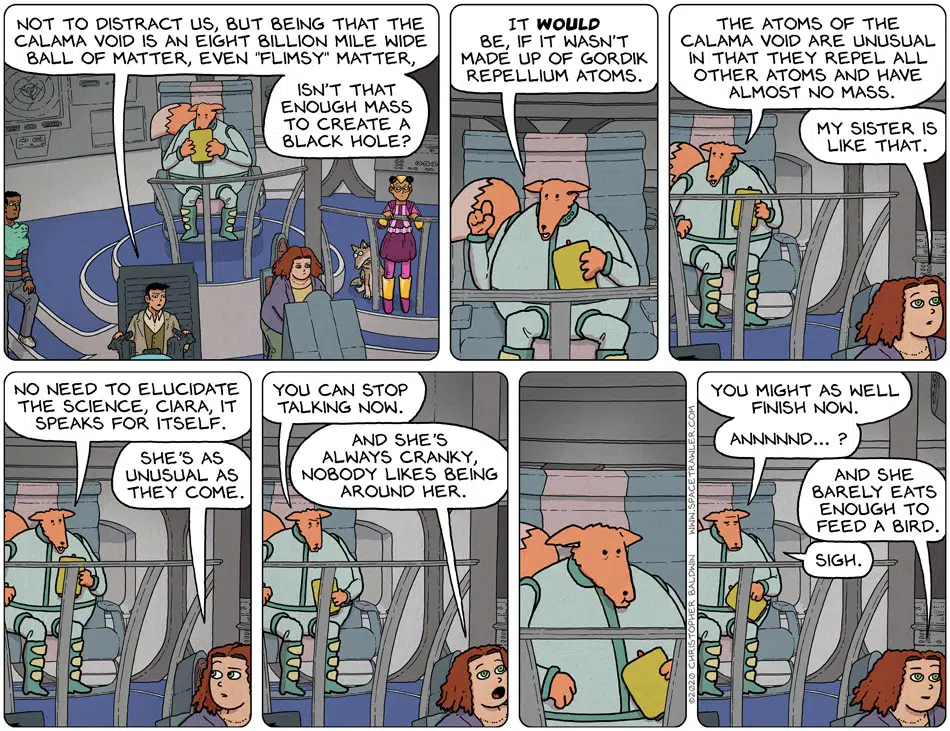 NOT TO DISTRACT US, BUT BEING THAT THE
CALAMA VOID IS AN EIGHT BILLION MILE WIDE
BALL OF MATTER, EVEN "FLIMSY" MATTER,
ISN'T THAT
ENOUGH MASS
TO CREATE A
BLACK HOLE?
IT WOULD
BE, IF IT WASN'T
MADE UP OF GORDIK
REPELLIUM ATOMS.
THE ATOMS OF THE
CALAMA VOID ARE UNUSUAL
IN THAT THEY REPEL ALL
OTHER ATOMS AND HAVE
ALMOST NO MASS.
MY SISTER IS
LIKE THAT.
NO NEED TO ELUCIDATE
THE SCIENCE, CIARA, IT
SPEAKS FOR ITSELF.
SHE'S AS
UNUSUAL AS
THEY COME.
YOU CAN STOP
TALKING NOW.
AND SHE'S
ALWAYS CRANKY,
NOBODY LIKES BEING
AROUND HER.
©2020 CHRISTOPHER BALDWIN WWW.SPACETRAWLER.COM
YOU MIGHT AS WELL
FINISH NOW.
ANNNNND... ?
AND SHE
BARELY EATS
ENOUGH TO
FEED A BIRD.
SIGH.